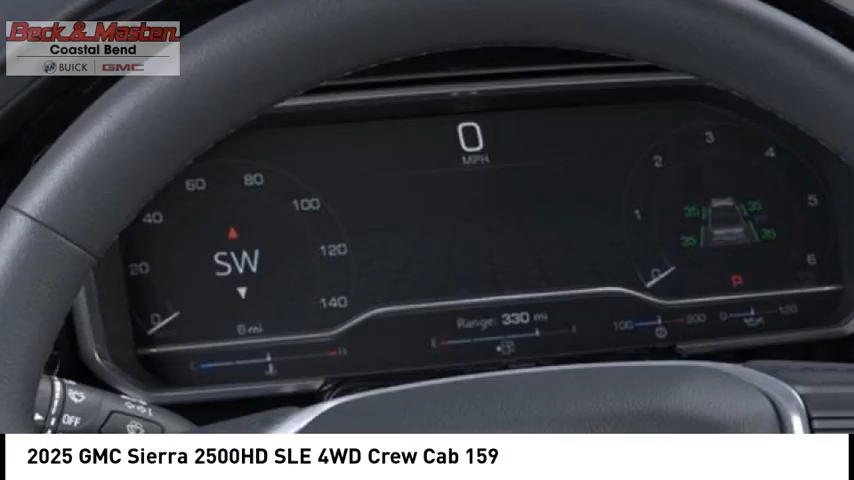 Beck & Masten
Coastal Bend
BUICK | GMC
0
MPH
0 20 40 60 80 100 120 140
SW
6 mi
0 1 2 3 4 5 6
35 35
35 35
P
Range: 330 mi
C H
E F
100 300
0 120
OFF
2025 GMC Sierra 2500HD SLE 4WD Crew Cab 159